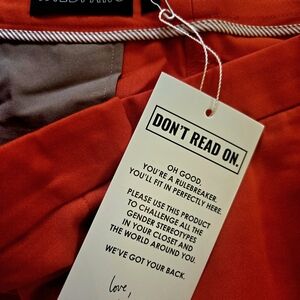 DON'T READ ON.
OH GOOD.
YOU'RE A RULEBREAKER.
YOU'LL FIT IN PERFECTLY HERE.
PLEASE USE THIS PRODUCT
TO CHALLENGE ALL THE
GENDER STEREOTYPES
IN YOUR CLOSET AND
THE WORLD AROUND YOU.
WE'VE GOT YOUR BACK.
Love,